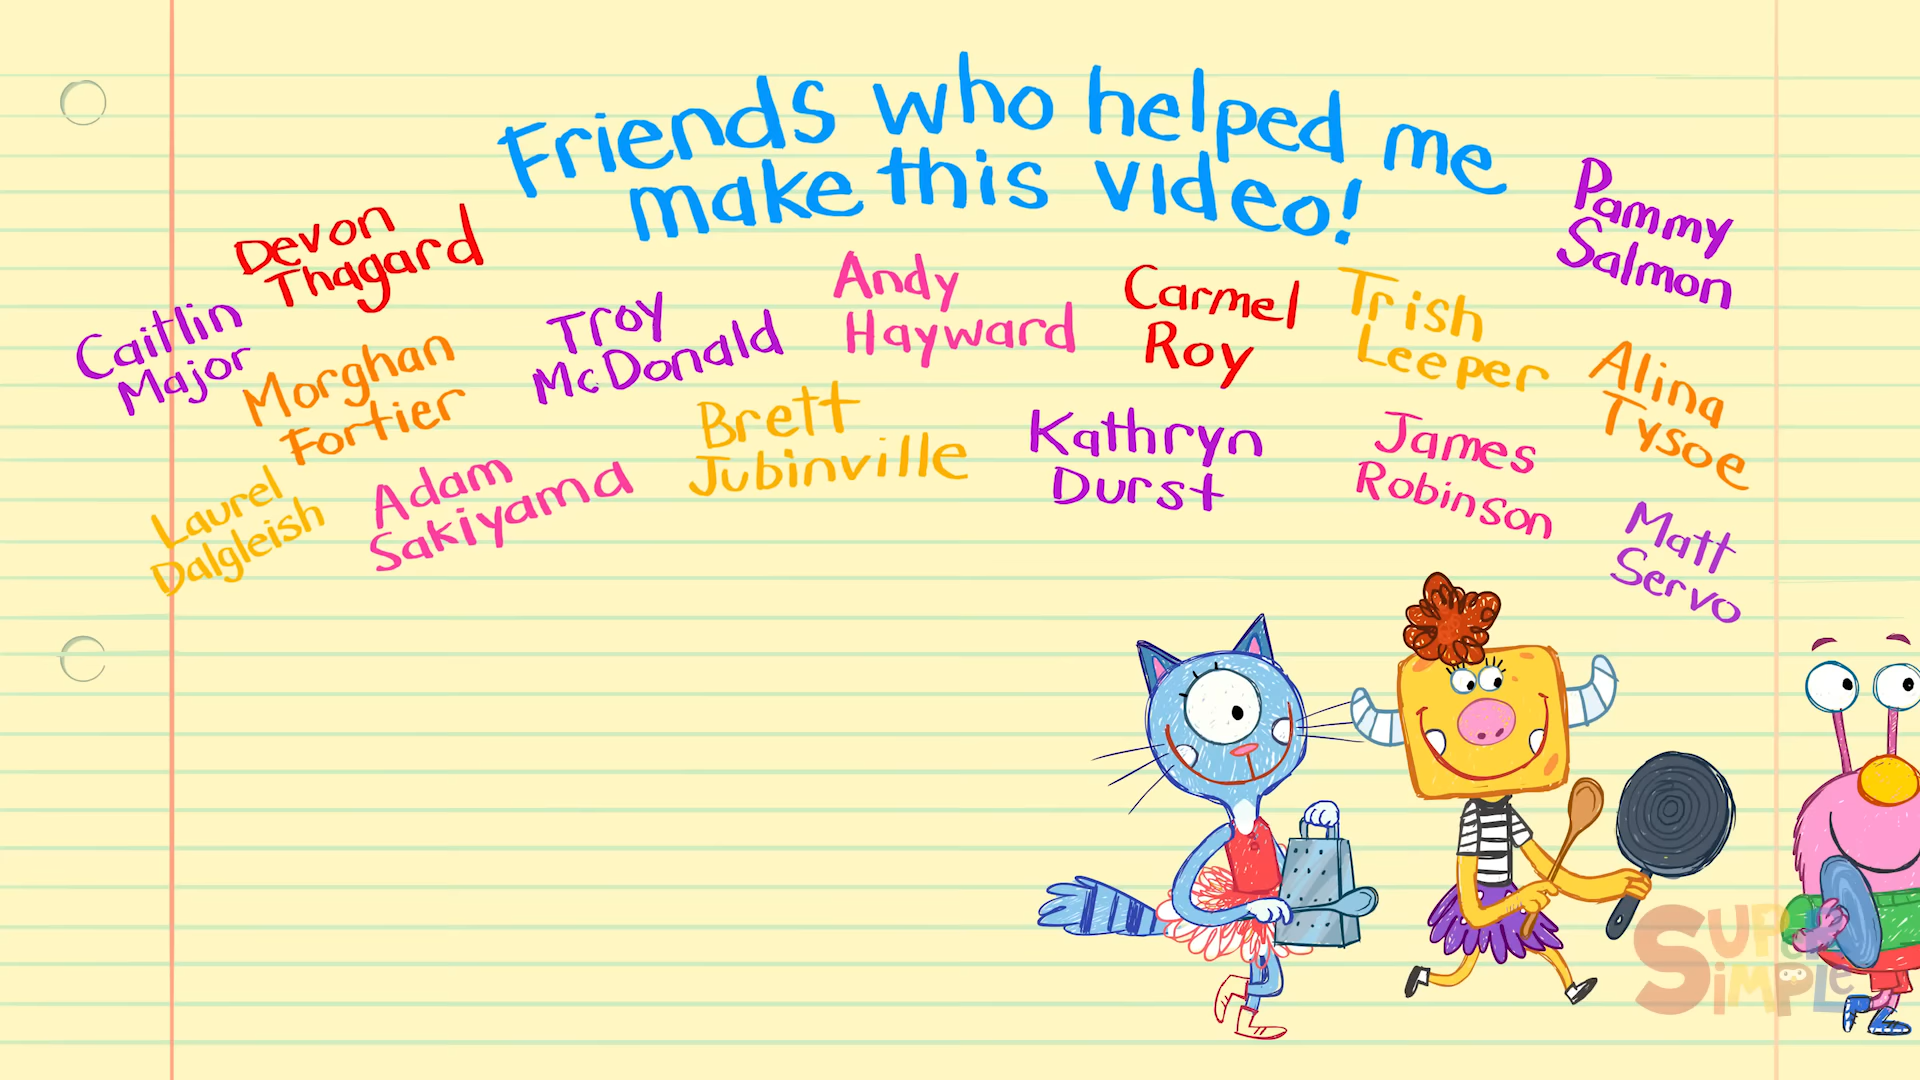 Friends who helped me
make this video!
Devon
Thagard
Caitlin
Major
Morghan
Fortier
Laurel
Dalgleish
Adam
Sakiyama
Troy
McDonald
Brett
Jubinville
Andy
Hayward
Kathryn
Durst
Carmel
Roy
Trish
Leeper
James
Robinson
Pammy
Salmon
Alina
Tysoe
Matt
Servo
SUPER
SiMPLe